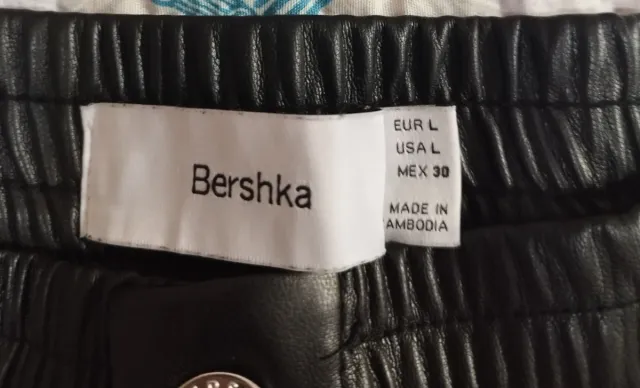 Bershka
EUR L
USA L
MEX 30
MADE IN
AMBODIA